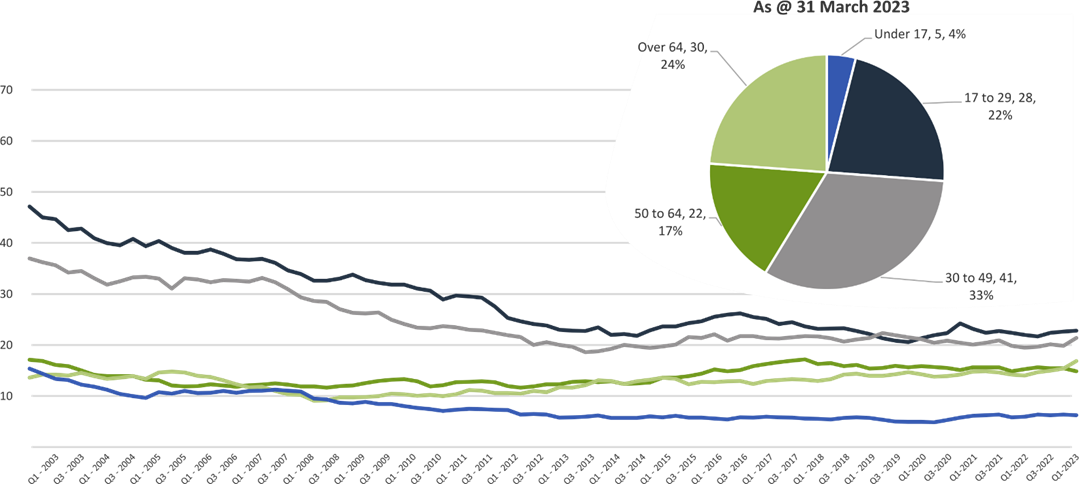 As @ 31 March 2023
Under 17, 5, 4%
Over 64, 30,
24%
17 to 29, 28,
22%
50 to 64, 22,
17%
30 to 49, 41,
33%
70
60
50
40
30
20
10
Q1 - 2003
Q3 - 2003
Q1 - 2004
Q3 - 2004
Q1 - 2005
Q3 - 2005
Q1 - 2006
Q3 - 2006
Q1 - 2007
Q3 - 2007
Q1 - 2008
Q3 - 2008
Q1 - 2009
Q3 - 2009
Q1 - 2010
Q3 - 2010
Q1 - 2011
Q3 - 2011
Q1 - 2012
Q3 - 2012
Q1 - 2013
Q3 - 2013
Q1 - 2014
Q3 - 2014
Q1 - 2015
Q3 - 2015
Q1 - 2016
Q3 - 2016
Q1 - 2017
Q3 - 2017
Q1 - 2018
Q3 - 2018
Q1 - 2019
Q3 - 2019
Q1 - 2020
Q3-2020
Q1-2021
Q3-2021
Q1-2022
Q3-2022
Q1-2023